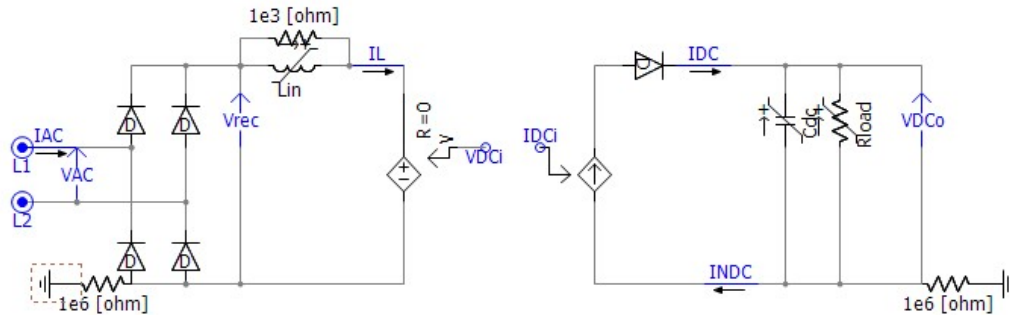 1e3 [ohm]
IL
Lin
IDC
D
D
D
IAC
L1
VAC
L2
Vrec
R=0
V
VDCi
IDCi
+
Cdc
+
Rload
VDCo
D
D
INDC
1e6 [ohm]
1e6 [ohm]